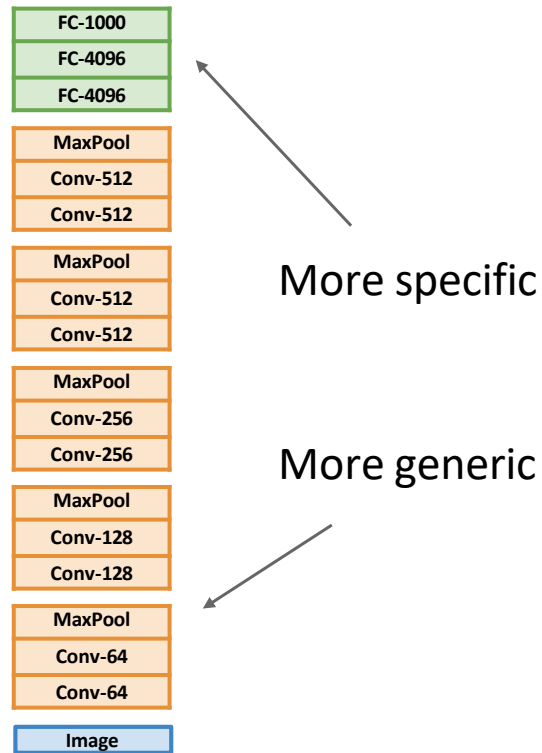 FC-1000
FC-4096
FC-4096
MaxPool
Conv-512
Conv-512
MaxPool
Conv-512
Conv-512
More specific
MaxPool
Conv-256
Conv-256
More generic
MaxPool
Conv-128
Conv-128
MaxPool
Conv-64
Conv-64
Image